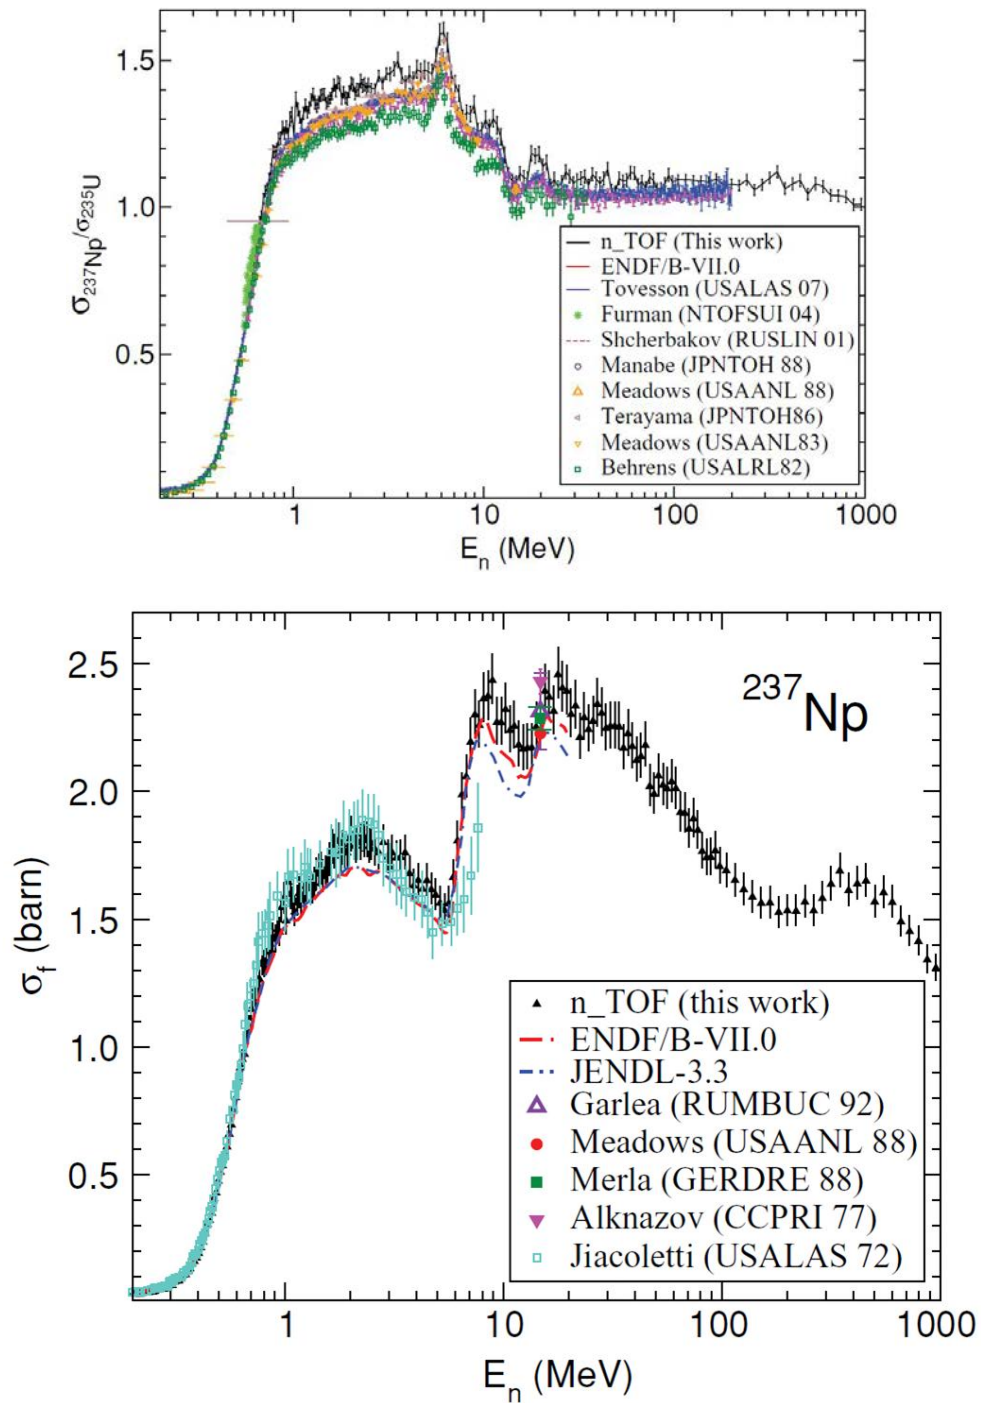 1.5
1.0
0.5
σ237Np/σ235U
n_TOF (This work)
ENDF/B-VII.0
Tovesson (USALAS 07)
Furman (NTOFSUI 04)
Shcherbakov (RUSLIN 01)
Manabe (JPNTOH 88)
Meadows (USAANL 88)
Terayama (JPNTOH86)
Meadows (USAANL83)
Behrens (USALRL82)
1 10 100 1000
En (MeV)
237Np
2.5
2.0
1.5
1.0
0.5
σf (barn)
n_TOF (this work)
ENDF/B-VII.0
JENDL-3.3
Garlea (RUMBUC 92)
Meadows (USAANL 88)
Merla (GERDRE 88)
Alknazov (CCPRI 77)
Jiacoletti (USALAS 72)
1 10 100 1000
En (MeV)